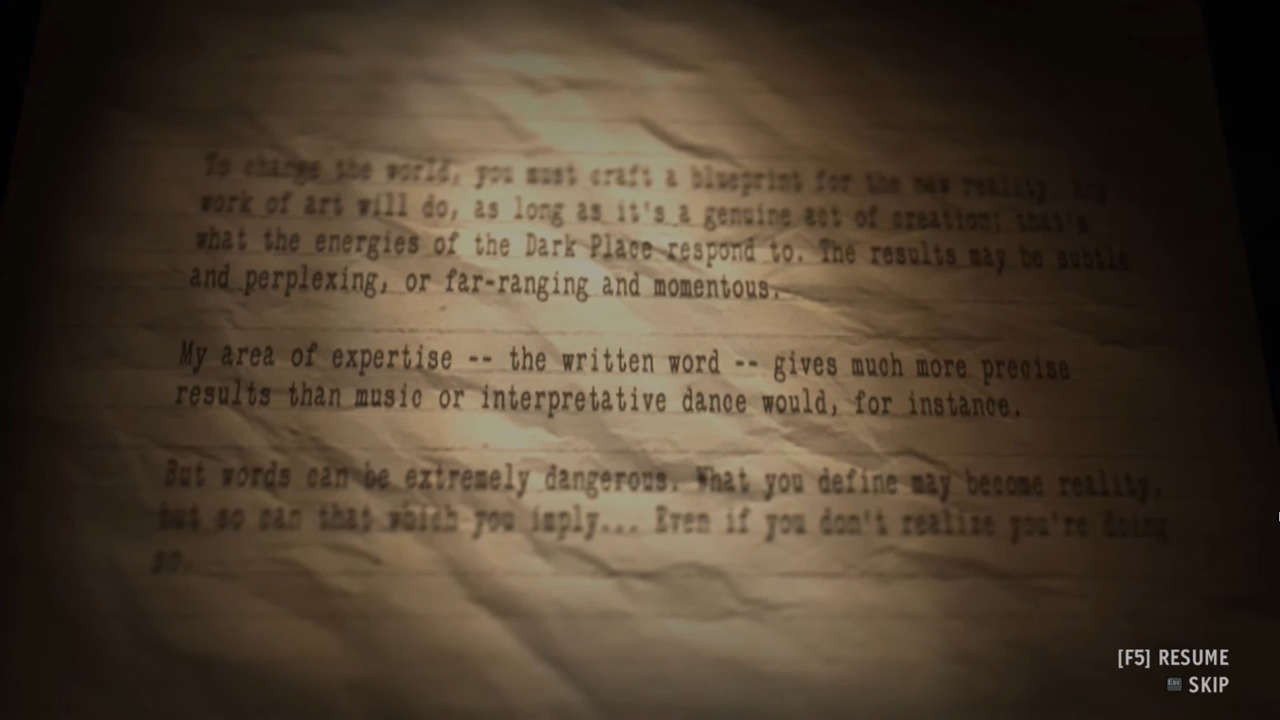 To change the world, you must craft a blueprint for the new reality. Any
work of art will do, as long as it's a genuine act of creation; that's
what the energies of the Dark Place respond to. The results may be subtle
and perplexing, or far-ranging and momentous.
My area of expertise -- the written word -- gives much more precise
results than music or interpretative dance would, for instance.
But words can be extremely dangerous. What you define may become reality,
but so can that which you imply... Even if you don't realize you're doing
so.
[F5] RESUME
Esc SKIP